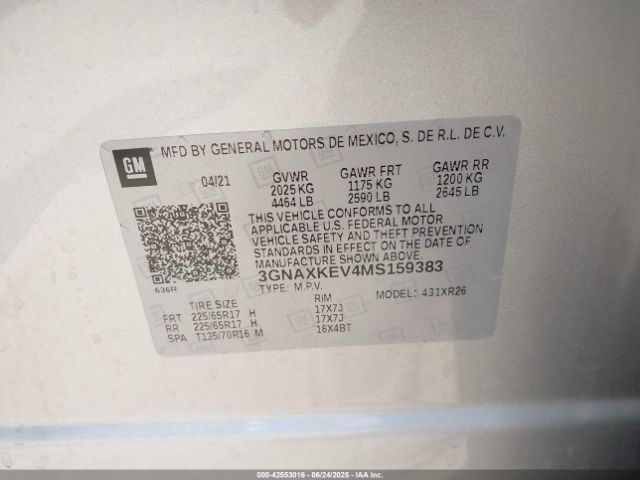 GM
MFD BY GENERAL MOTORS DE MEXICO, S. DE R.L. DE C.V.
04/21 GVWR GAWR FRT GAWR RR
2025 KG 1175 KG 1200 KG
4464 LB 2590 LB 2645 LB
THIS VEHICLE CONFORMS TO ALL
APPLICABLE U.S. FEDERAL MOTOR
VEHICLE SAFETY AND THEFT PREVENTION
STANDARDS IN EFFECT ON THE DATE OF
MANUFACTURE SHOWN ABOVE.
3GNAXKEV4MS159383
636R
TYPE: M.P.V. MODEL: 431XR26
TIRE SIZE RIM
FRT 225/65R17 H 17X7J
RR 225/65R17 H 17X7J
SPA T135/70R16 M 16X4BT
000-42553016 - 06/24/2025 - IAA Inc.